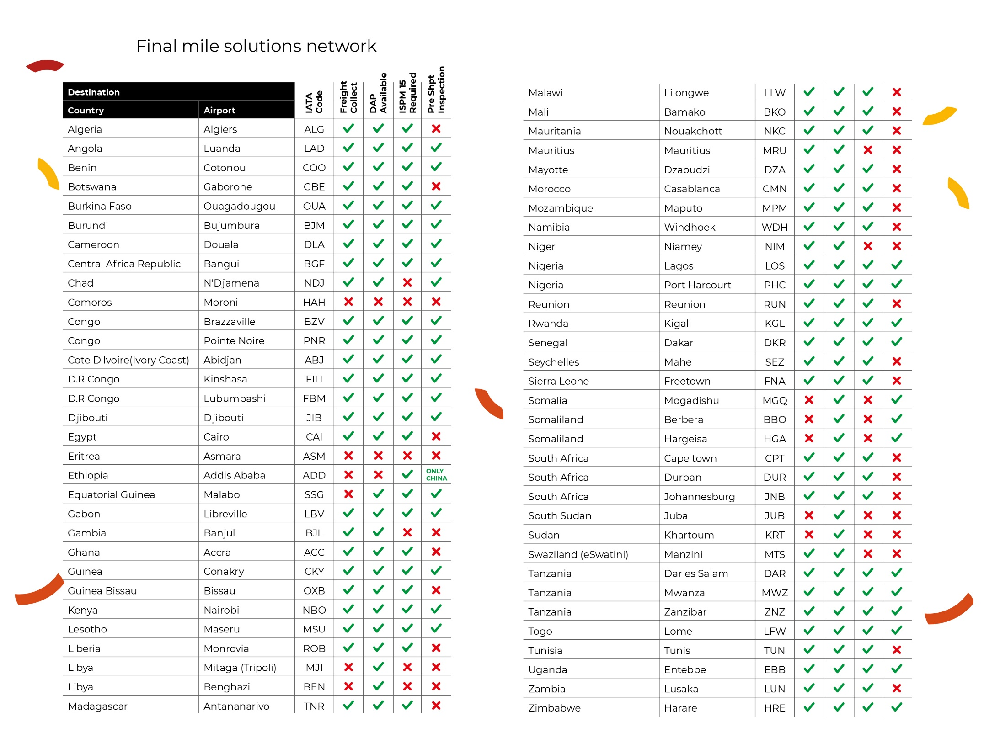 Final mile solutions network
Destination
Country Airport IATA Code Freight Collect DAP Available ISPM 15 Required Pre Shpt Inspection
Algeria Algiers ALG
Angola Luanda LAD
Benin Cotonou COO
Botswana Gaborone GBE
Burkina Faso Ouagadougou OUA
Burundi Bujumbura BJM
Cameroon Douala DLA
Central Africa Republic Bangui BGF
Chad N'Djamena NDJ
Comoros Moroni HAH
Congo Brazzaville BZV
Congo Pointe Noire PNR
Cote D'Ivoire(Ivory Coast) Abidjan ABJ
D.R Congo Kinshasa FIH
D.R Congo Lubumbashi FBM
Djibouti Djibouti JIB
Egypt Cairo CAI
Eritrea Asmara ASM
Ethiopia Addis Ababa ADD ONLY CHINA
Equatorial Guinea Malabo SSG
Gabon Libreville LBV
Gambia Banjul BJL
Ghana Accra ACC
Guinea Conakry CKY
Guinea Bissau Bissau OXB
Kenya Nairobi NBO
Lesotho Maseru MSU
Liberia Monrovia ROB
Libya Mitaga (Tripoli) MJI
Libya Benghazi BEN
Madagascar Antananarivo TNR
Malawi Lilongwe LLW
Mali Bamako BKO
Mauritania Nouakchott NKC
Mauritius Mauritius MRU
Mayotte Dzaoudzi DZA
Morocco Casablanca CMN
Mozambique Maputo MPM
Namibia Windhoek WDH
Niger Niamey NIM
Nigeria Lagos LOS
Nigeria Port Harcourt PHC
Reunion Reunion RUN
Rwanda Kigali KGL
Senegal Dakar DKR
Seychelles Mahe SEZ
Sierra Leone Freetown FNA
Somalia Mogadishu MGQ
Somaliland Berbera BBO
Somaliland Hargeisa HGA
South Africa Cape town CPT
South Africa Durban DUR
South Africa Johannesburg JNB
South Sudan Juba JUB
Sudan Khartoum KRT
Swaziland (eSwatini) Manzini MTS
Tanzania Dar es Salam DAR
Tanzania Mwanza MWZ
Tanzania Zanzibar ZNZ
Togo Lome LFW
Tunisia Tunis TUN
Uganda Entebbe EBB
Zambia Lusaka LUN
Zimbabwe Harare HRE